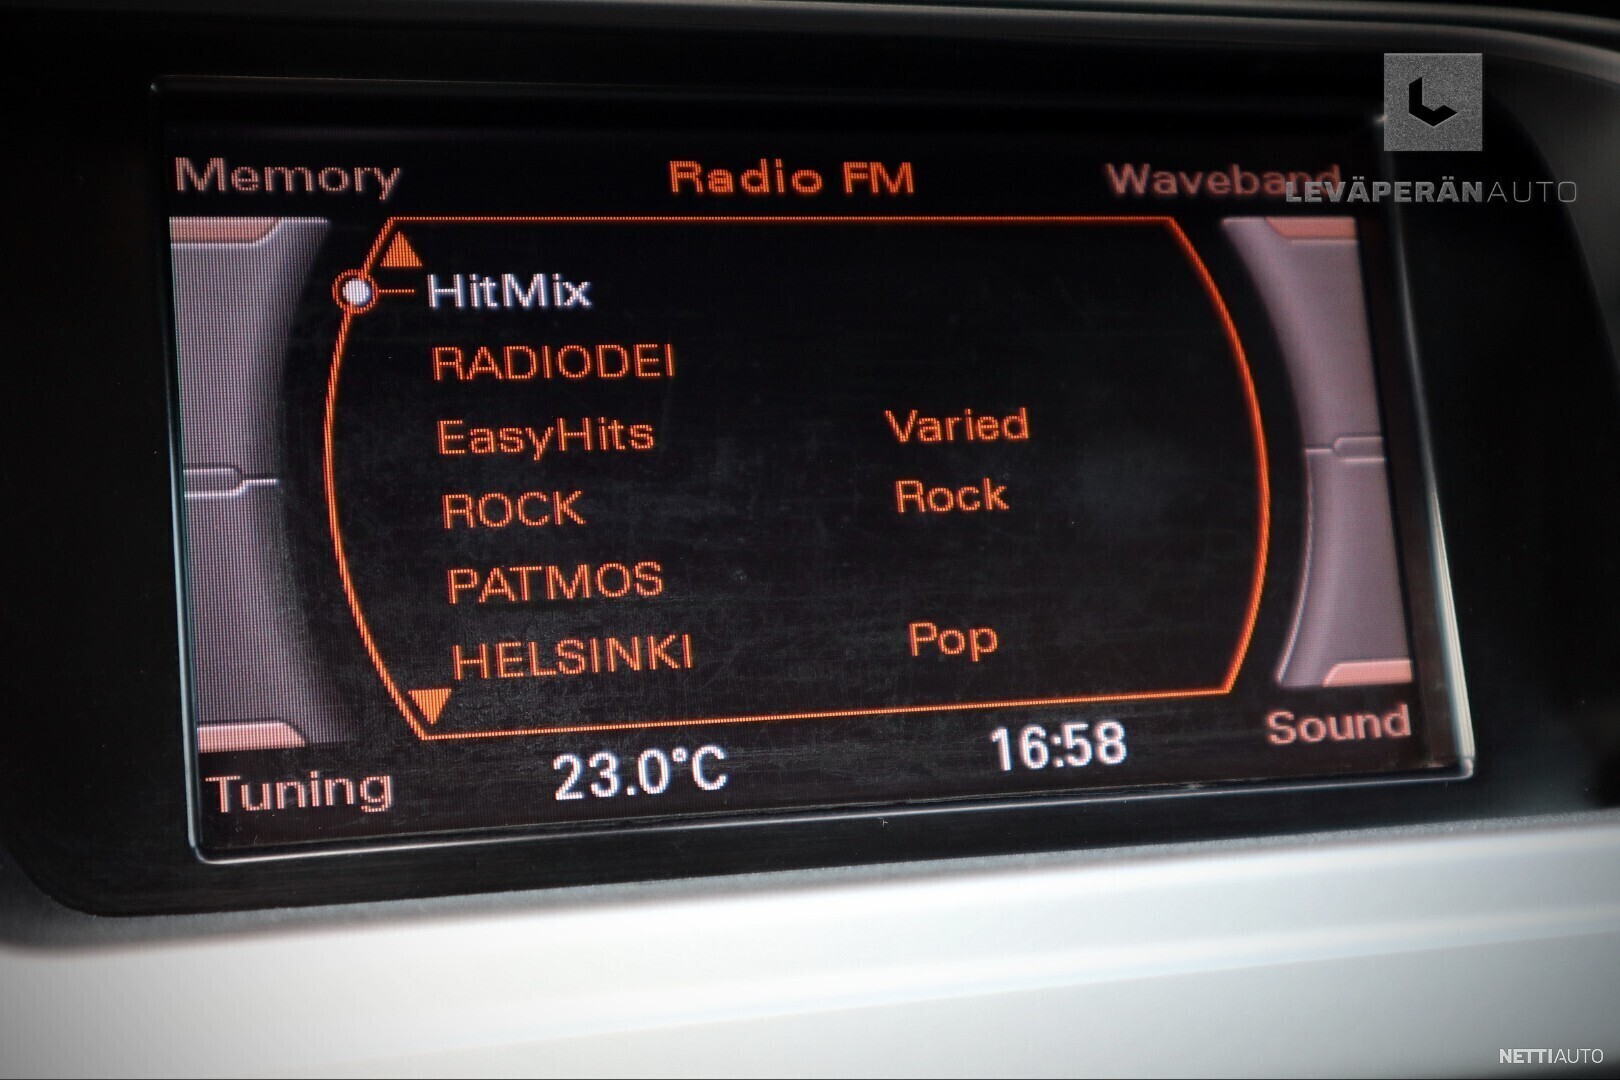 Memory
Radio FM
Waveband
LEVÄPERÄNAUTO
HitMix
RADIODEI
EasyHits Varied
ROCK Rock
PATMOS
HELSINKI Pop
Tuning
23.0°C
16:58
Sound
NETTIAUTO